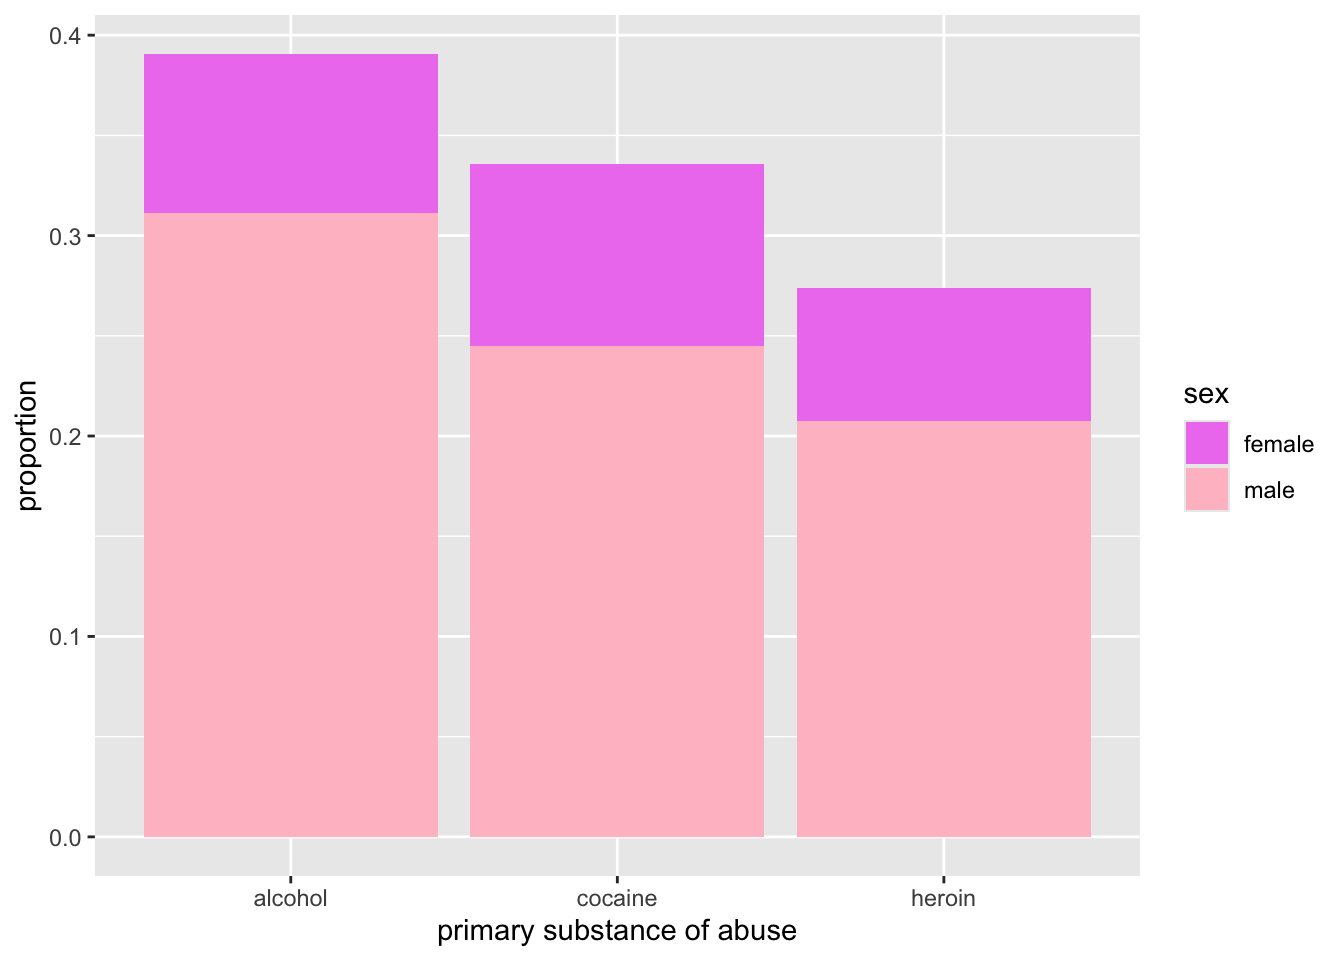 0.4
0.3
0.2
0.1
0.0
proportion
alcohol
cocaine
heroin
primary substance of abuse
sex
female
male